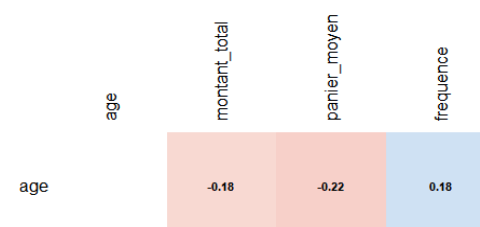 age
montant_total
panier_moyen
frequence
age
-0.18
-0.22
0.18